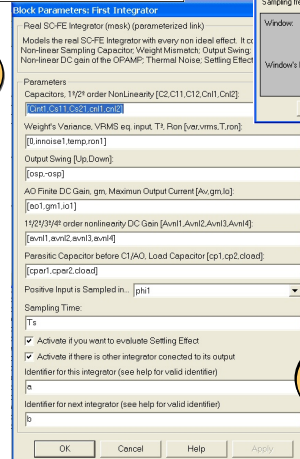 Block Parameters: First Integrator
Sampling fre
Real SC-FE Integrator (mask) (parameterized link)
Models the real SC-FE Integrator with every non ideal effect. It co
Non-linear Sampling Capacitor; Weight Mismatch; Output Swing;
Non-linear DC gain of the OPAMP; Thermal Noise; Settling Effect
Window:
Window's l
Parameters
Capacitors, 1ª/2ª order NonLinearity [C2,C11,C12,Cnl1,Cnl2]:
[Cint1,Cs11,Cs21,cnl1,cnl2]
Weight's Variance, VRMS eq. input, Tª, Ron [var,vrms,T,ron]:
[0,innoise1,temp,ron1]
Output Swing [Up,Down]:
[osp,-osp]
AO Finite DC Gain, gm, Maximun Output Current [Av,gm,Io]:
[ao1,gm1,io1]
1ª/2ª/3ª/4ª order nonlinearity DC Gain [Avnl1,Avnl2,Avnl3,Avnl4]:
[avnl1,avnl2,avnl3,avnl4]
Parasitic Capacitor before C1/AO, Load Capacitor [cp1,cp2,cload]:
[cpar1,cpar2,cload]
Positive Input is Sampled in... phi1
Sampling Time:
Ts
Activate if you want to evaluate Settling Effect
Activate if there is other integrator conected to its output
Identifier for this integrator (see help for valid identifier)
a
Identifier for next integrator (see help for valid identifier)
b
OK Cancel Help Apply